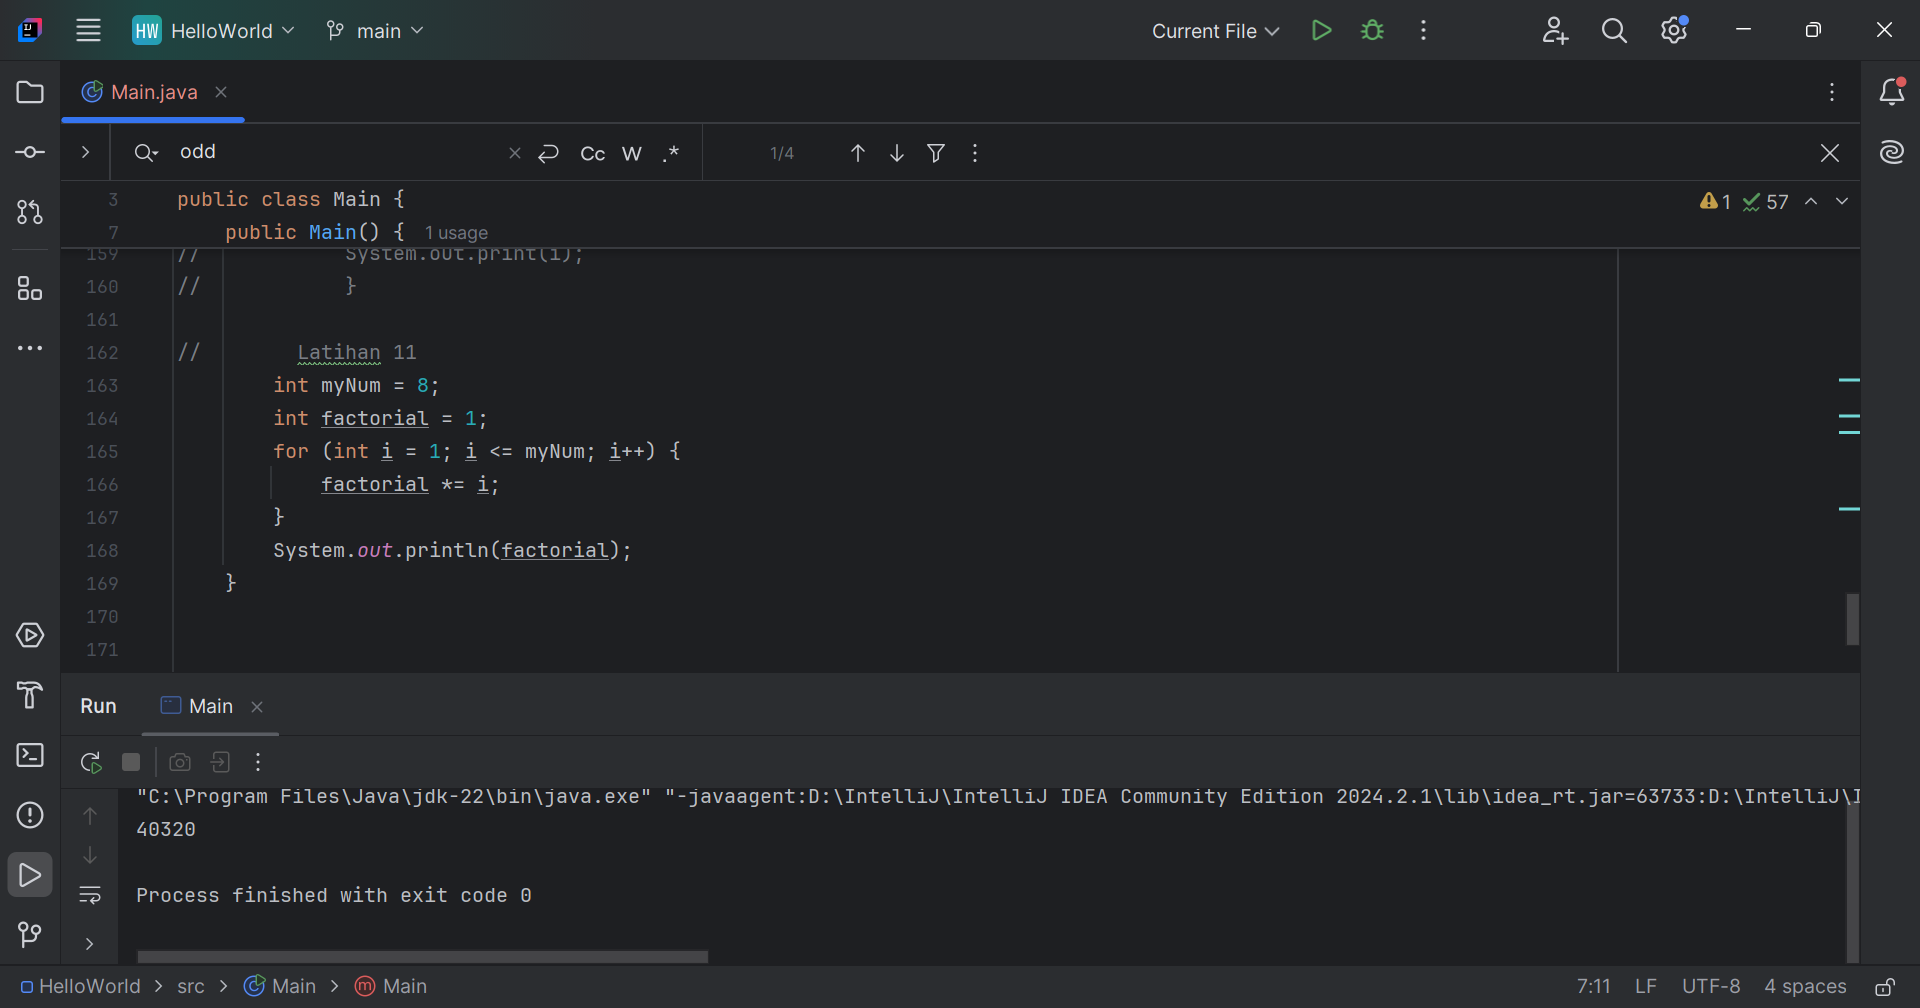 HW HelloWorld main Current File
Main.java
odd Cc W .* 1/4
3 public class Main { 1 57
7 public Main() { 1 usage
159 // System.out.print(i);
160 // }
161
162 // Latihan 11
163 int myNum = 8;
164 int factorial = 1;
165 for (int i = 1; i <= myNum; i++) {
166 factorial *= i;
167 }
168 System.out.println(factorial);
169 }
170
171
Run Main
"C:\Program Files\Java\jdk-22\bin\java.exe" "-javaagent:D:\IntelliJ\IntelliJ IDEA Community Edition 2024.2.1\lib\idea_rt.jar=63733:D:\IntelliJ\I
40320
Process finished with exit code 0
HelloWorld > src > Main > Main 7:11 LF UTF-8 4 spaces